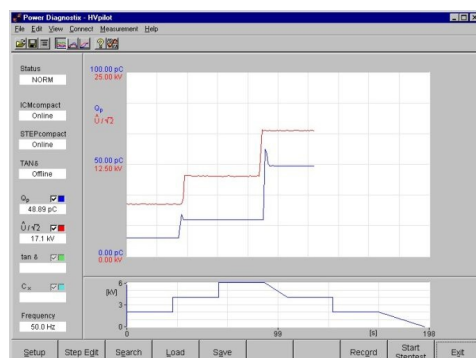 Power Diagnostix - HVpilot
File Edit View Connect Measurement Help
Status
NORM
ICMcompact
Online
STEPcompact
Online
TANδ
Offline
Qp
48.89 pC
Û/√2
17.1 kV
tan δ
Cx
Frequency
50.0 Hz
100.00 pC
25.00 kV
Qp
Û/√2
50.00 pC
12.50 kV
0.00 pC
0.00 kV
6
[kV]
3
0
0 99 [s] 198
Setup Step Edit Search Load Save Record Start Steptest Exit